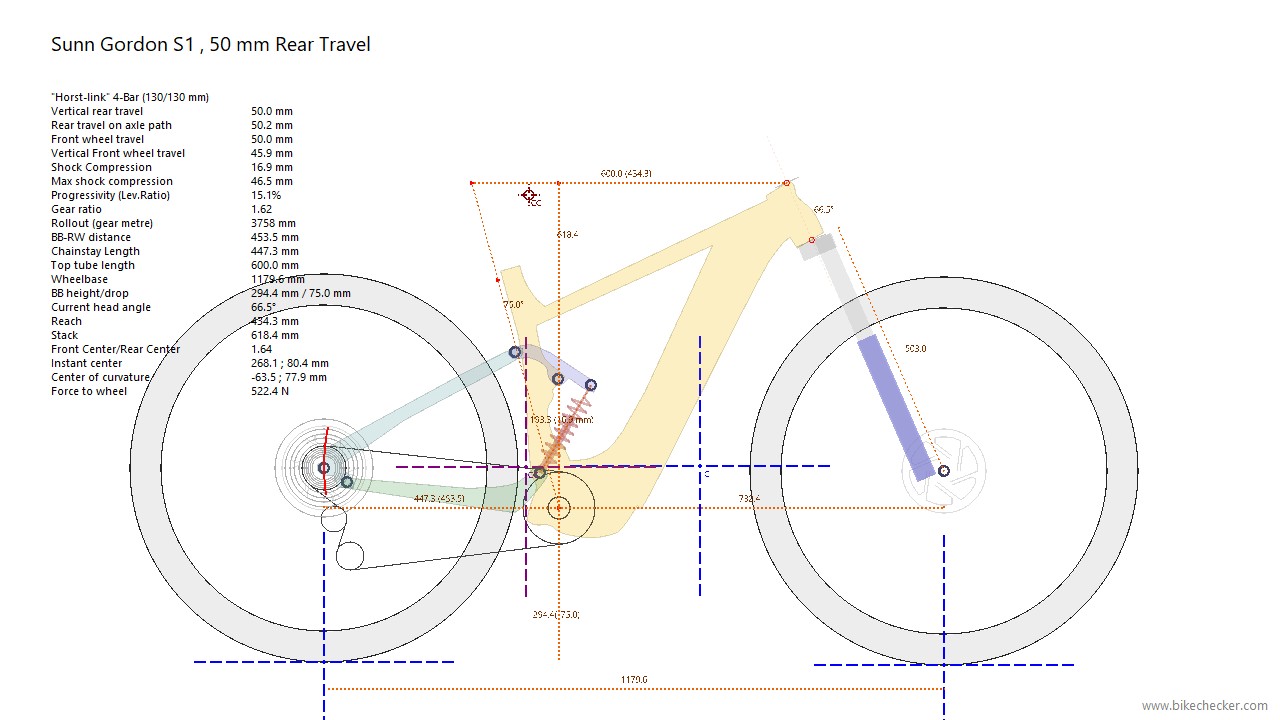 Sunn Gordon S1 , 50 mm Rear Travel
"Horst-link" 4-Bar (130/130 mm)
Vertical rear travel 50.0 mm
Rear travel on axle path 50.2 mm
Front wheel travel 50.0 mm
Vertical Front wheel travel 45.9 mm
Shock Compression 16.9 mm
Max shock compression 46.5 mm
Progressivity (Lev.Ratio) 15.1%
Gear ratio 1.62
Rollout (gear metre) 3758 mm
BB-RW distance 453.5 mm
Chainstay Length 447.3 mm
Top tube length 600.0 mm
Wheelbase 1179.6 mm
BB height/drop 294.4 mm / 75.0 mm
Current head angle 66.5°
Reach 434.3 mm
Stack 618.4 mm
Front Center/Rear Center 1.64
Instant center 268.1 ; 80.4 mm
Center of curvature -63.5 ; 77.9 mm
Force to wheel 522.4 N
600.0 (434.3)
CC
66.5°
618.4
75.0°
503.0
193.6 (16.9 mm)
C
447.3 (453.5)
732.4
294.4(-75.0)
1179.6
www.bikechecker.com